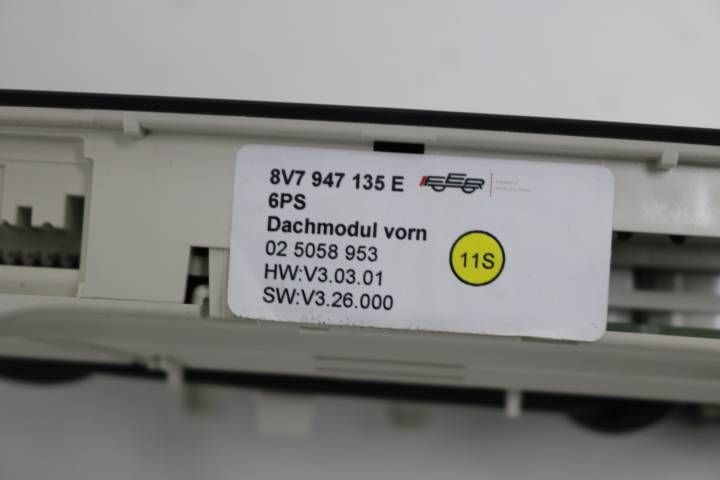 8V7 947 135 E
6PS
Dachmodul vorn
02 5058 953
HW:V3.03.01
SW:V3.26.000
11S